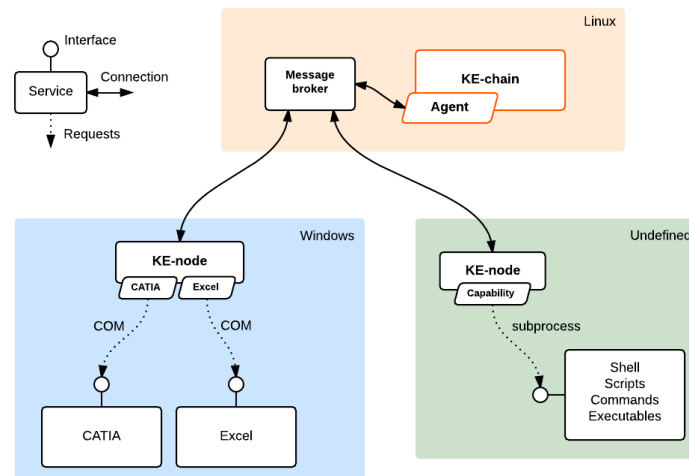 Linux
Interface
Service
Connection
Requests
Message
broker
KE-chain
Agent
Windows
KE-node
CATIA
Excel
COM
COM
CATIA
Excel
Undefined
KE-node
Capability
subprocess
Shell
Scripts
Commands
Executables